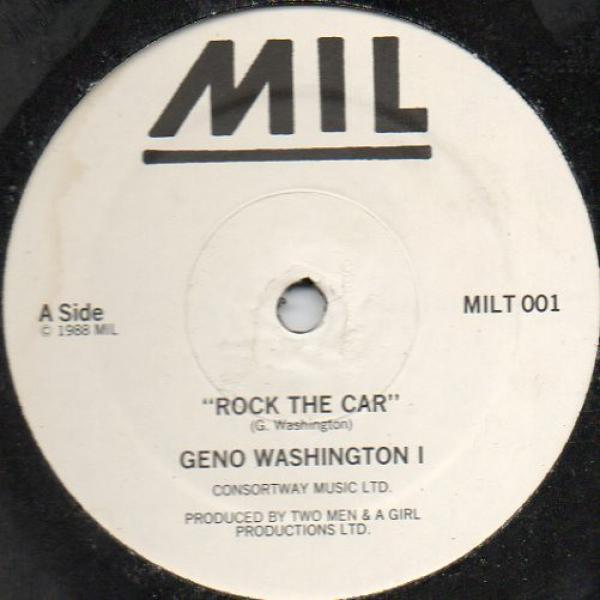 MIL
A Side
© 1988 MIL
MILT 001
“ROCK THE CAR”
(G. Washington)
GENO WASHINGTON I
CONSORTWAY MUSIC LTD.
PRODUCED BY TWO MEN & A GIRL
PRODUCTIONS LTD.